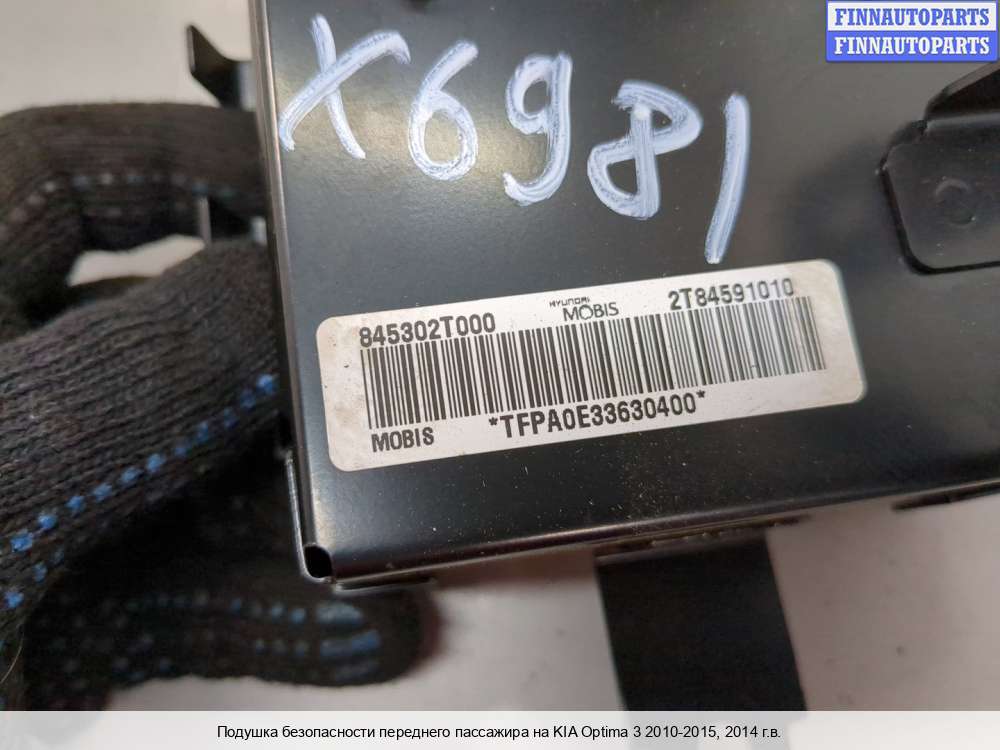 FINNAUTOPARTS
FINNAUTOPARTS
X6981
845302T000
HYUNDAI
MOBIS
2T84591010
*TFPA0E33630400*
MOBIS
Подушка безопасности переднего пассажира на KIA Optima 3 2010-2015, 2014 г.в.